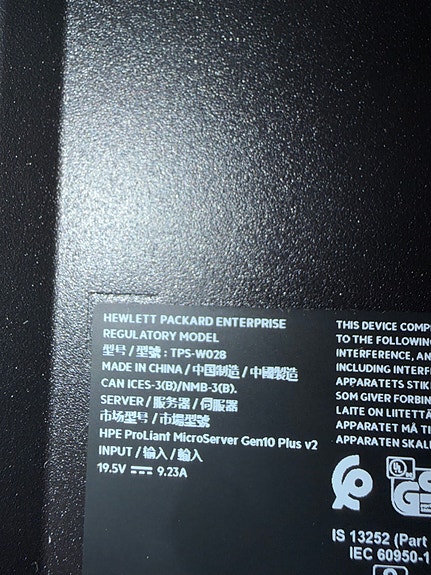 HEWLETT PACKARD ENTERPRISE
REGULATORY MODEL
型号 / 型號 : TPS-W028
MADE IN CHINA / 中国制造 / 中國製造
CAN ICES-3(B)/NMB-3(B).
SERVER / 服务器 / 伺服器
市场型号 / 市場型號
HPE ProLiant MicroServer Gen10 Plus v2
INPUT / 输入 / 輸入
19.5V ⎓ 9.23A
THIS DEVICE COMP
TO THE FOLLOWING
INTERFERENCE, AN
INCLUDING INTERF
APPARATETS STIK
SOM GIVER FORBIN
LAITE ON LIITETTÄ
APPARATET MÅ TI
APPARATEN SKAL
UL
GS
IS 13252 (Part
IEC 60950-1